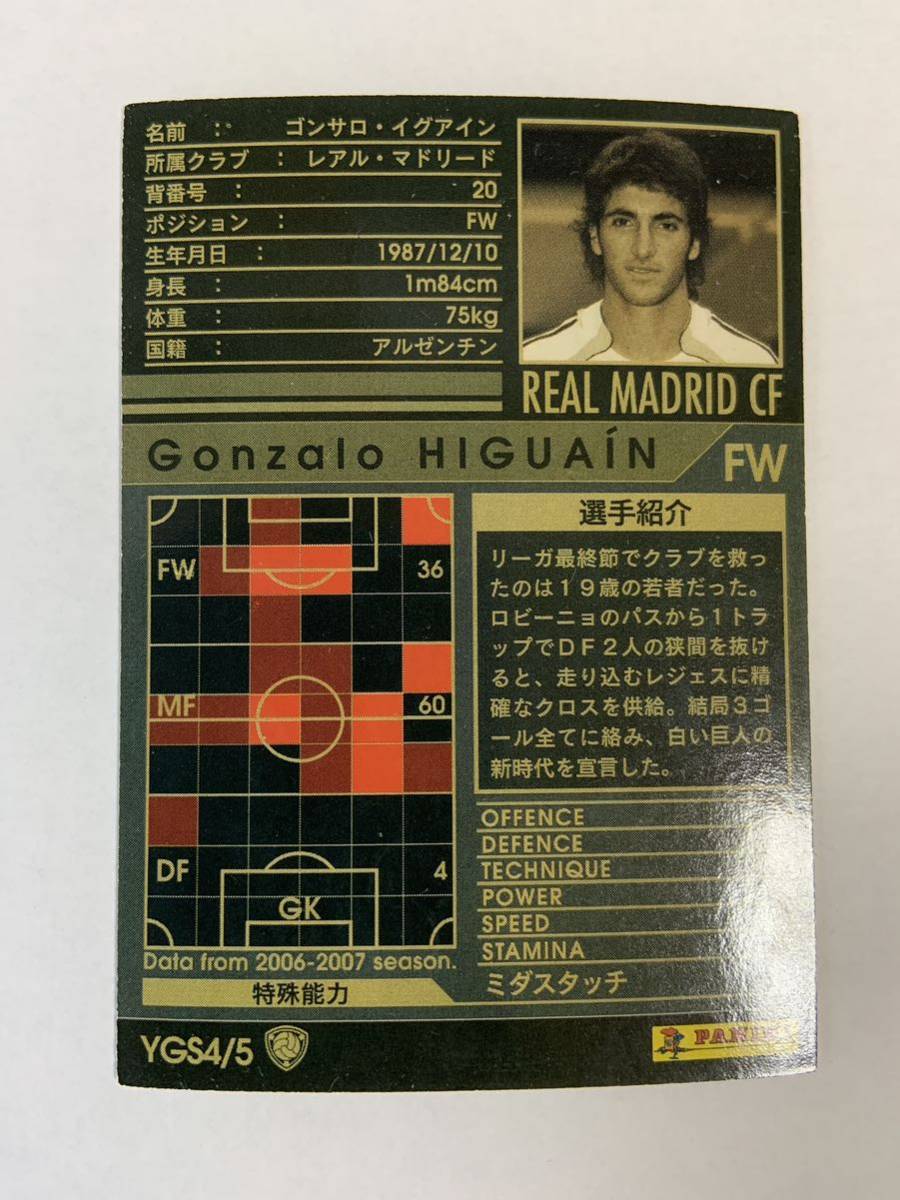 名前 : ゴンサロ・イグアイン
所属クラブ : レアル・マドリード
背番号 : 20
ポジション : FW
生年月日 : 1987/12/10
身長 : 1m84cm
体重 : 75kg
国籍 : アルゼンチン
REAL MADRID CF
Gonzalo HIGUAÍN
FW
FW 36
MF 60
DF 4
GK
Data from 2006-2007 season.
選手紹介
リーガ最終節でクラブを救っ
たのは19歳の若者だった。
ロビーニョのパスから1トラ
ップでDF2人の狭間を抜け
ると、走り込むレジェスに精
確なクロスを供給。結局3ゴ
ール全てに絡み、白い巨人の
新時代を宣言した。
OFFENCE
DEFENCE
TECHNIQUE
POWER
SPEED
STAMINA
特殊能力
ミダスタッチ
YGS4/5
PANINI